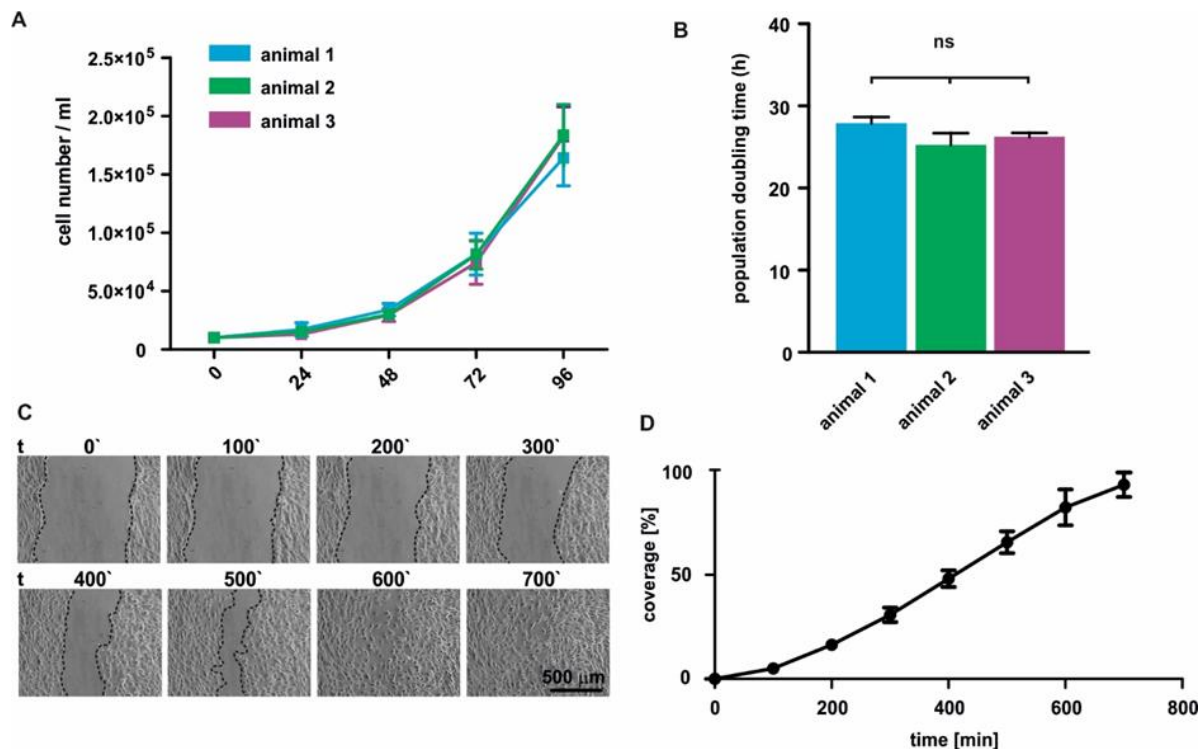 A
animal 1
animal 2
animal 3
cell number / ml
2.5×10⁵
2.0×10⁵
1.5×10⁵
1.0×10⁵
5.0×10⁴
0
0 24 48 72 96
B
ns
population doubling time (h)
40
30
20
10
0
animal 1 animal 2 animal 3
C
t 0` 100` 200` 300`
t 400` 500` 600` 700`
500 µm
D
coverage [%]
100
50
0
0 200 400 600 800
time [min]